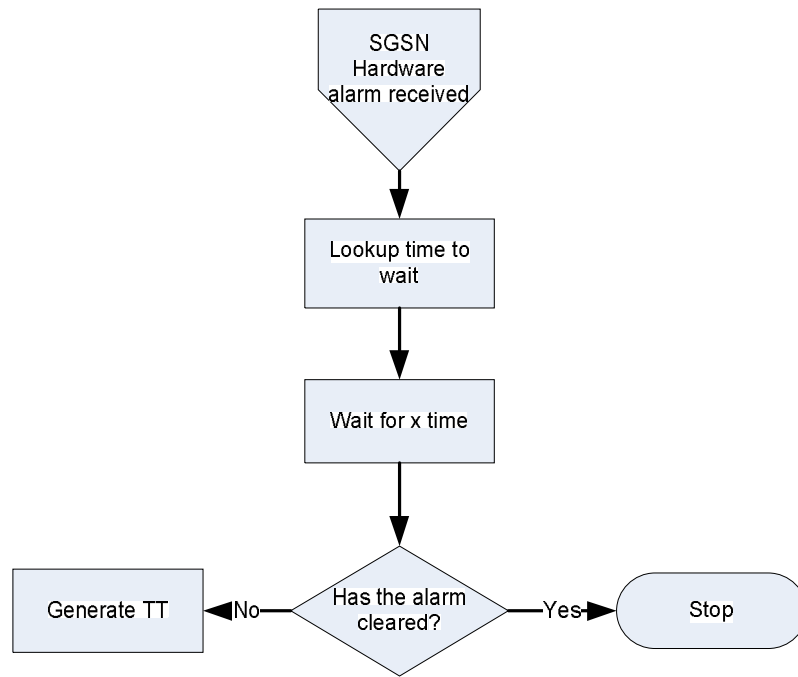 SGSN
Hardware
alarm received
Lookup time to
wait
Wait for x time
Has the alarm
cleared?
No
Yes
Generate TT
Stop